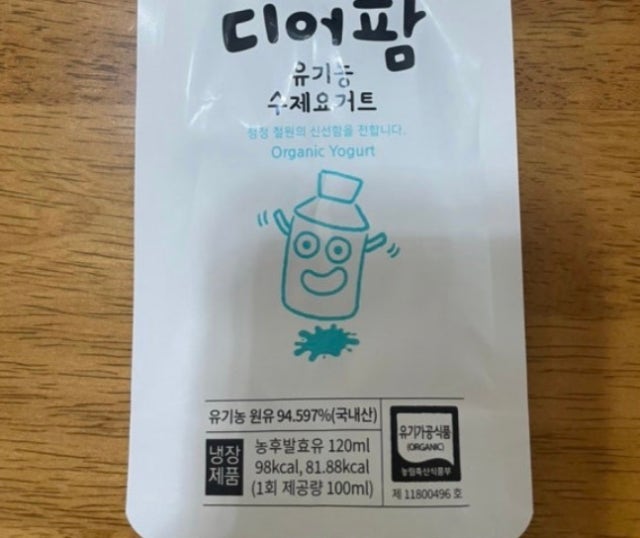 디어팜
유기농
수제요거트
청정 철원의 신선함을 전합니다.
Organic Yogurt
유기농 원유 94.597%(국내산)
냉장
제품
농후발효유 120ml
98kcal, 81.88kcal
(1회 제공량 100ml)
유기가공식품
(ORGANIC)
농림축산식품부
제 11800496 호